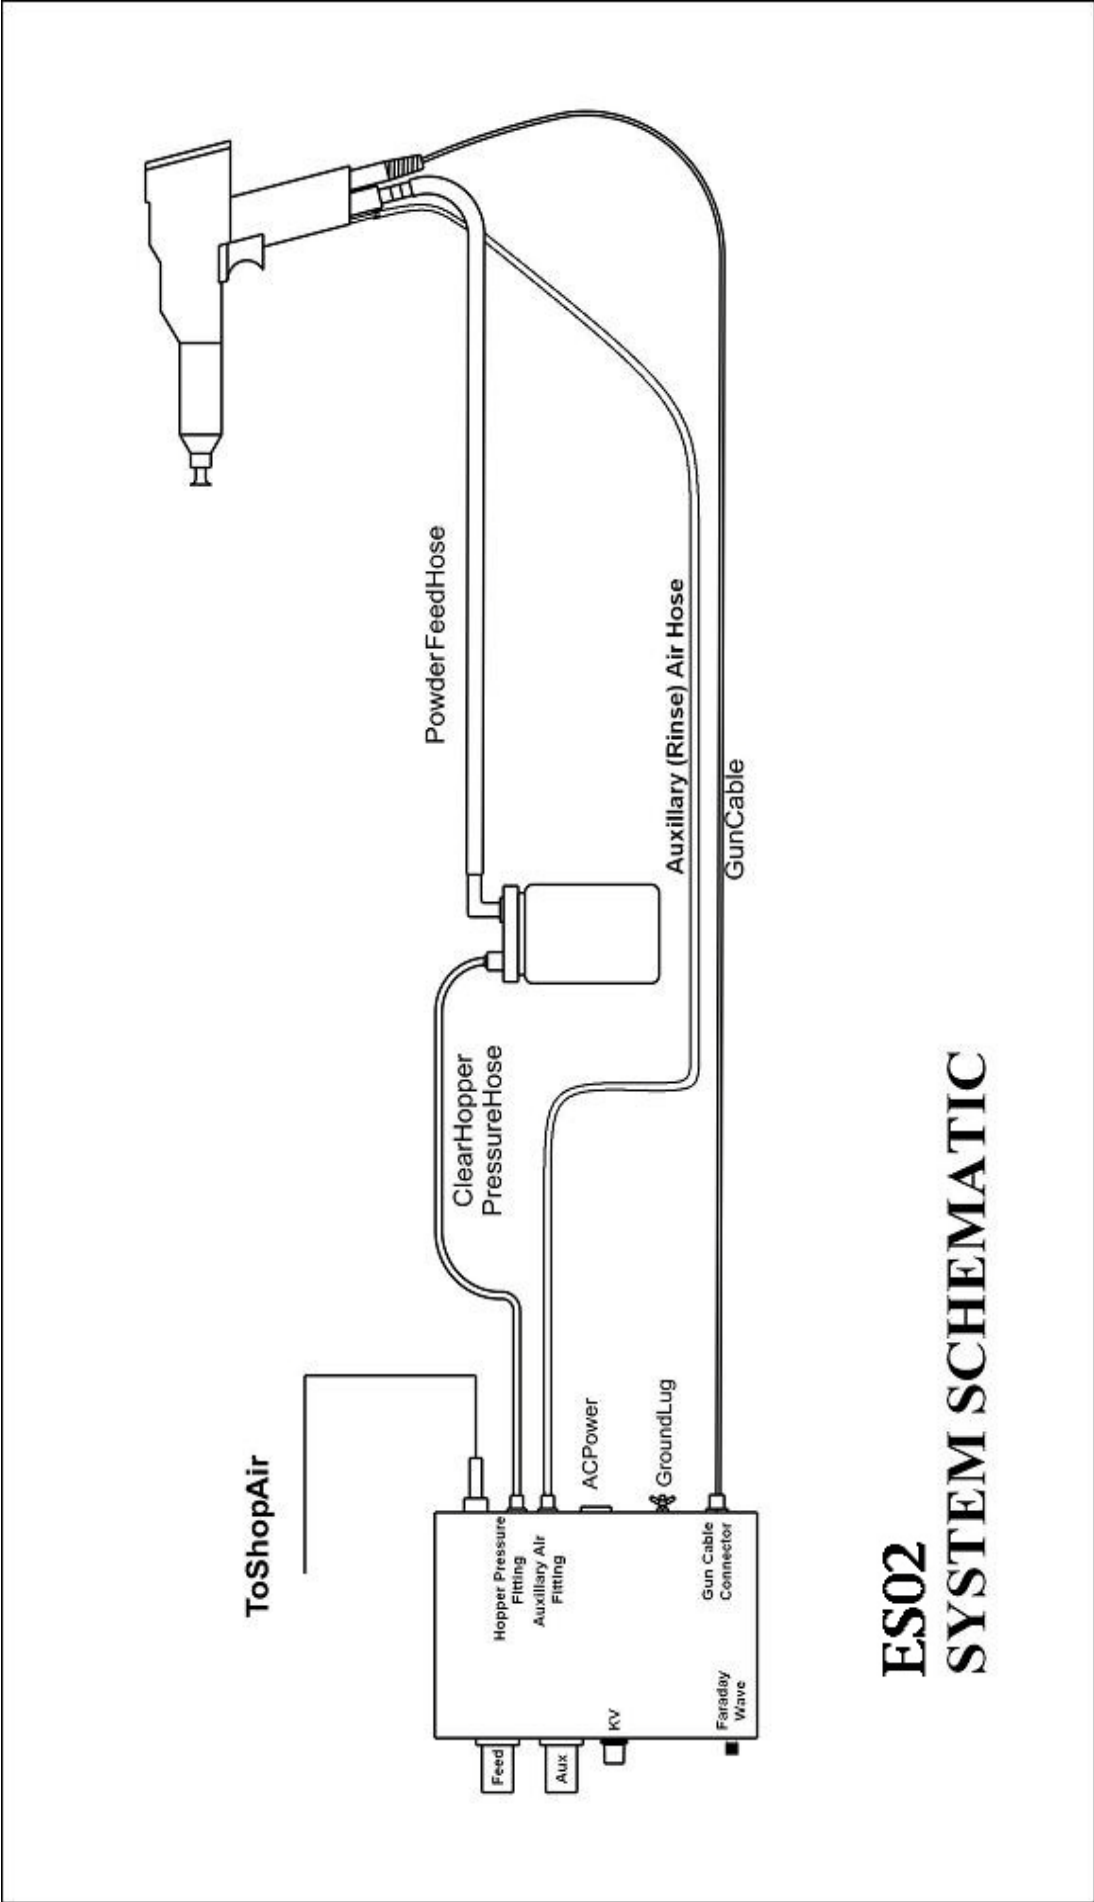 ToShopAir
PowderFeedHose
ClearHopper
PressureHose
Auxillary (Rinse) Air Hose
GunCable
ACPower
GroundLug
Hopper Pressure
Fitting
Auxillary Air
Fitting
Gun Cable
Connector
Feed
Aux
KV
Faraday
Wave
ES02
SYSTEM SCHEMATIC